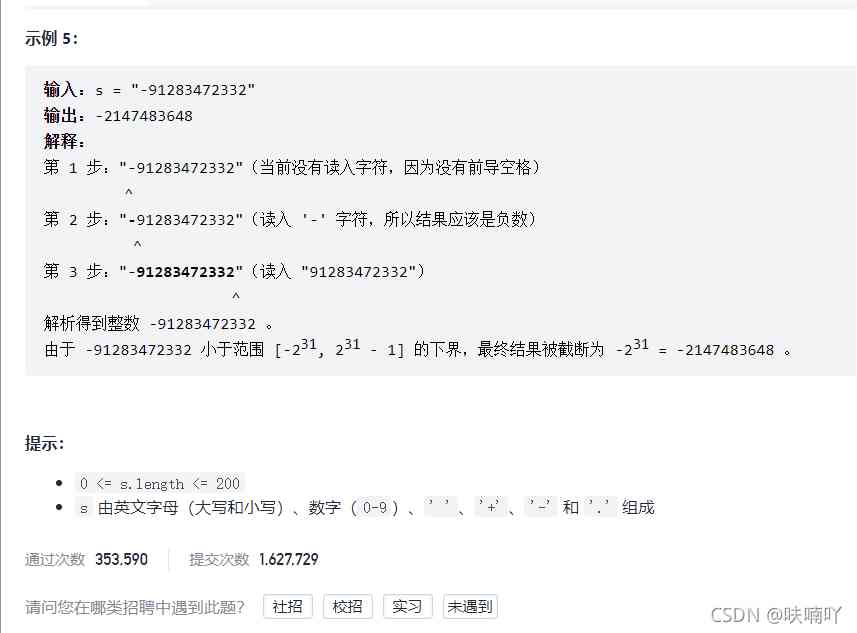 示例 5：
输入：s = "-91283472332"
输出：-2147483648
解释：
第 1 步："-91283472332"（当前没有读入字符，因为没有前导空格）
^
第 2 步："-91283472332"（读入 '-' 字符，所以结果应该是负数）
^
第 3 步："-91283472332"（读入 "91283472332"）
^
解析得到整数 -91283472332 。
由于 -91283472332 小于范围 [-2³¹, 2³¹ - 1] 的下界，最终结果被截断为 -2³¹ = -2147483648 。
提示：
• 0 <= s.length <= 200
• s 由英文字母（大写和小写）、数字（0-9）、' '、'+'、'-' 和 '.' 组成
通过次数 353,590 提交次数 1,627,729
请问您在哪类招聘中遇到此题？ 社招 校招 实习 未遇到
CSDN @呋喃吖